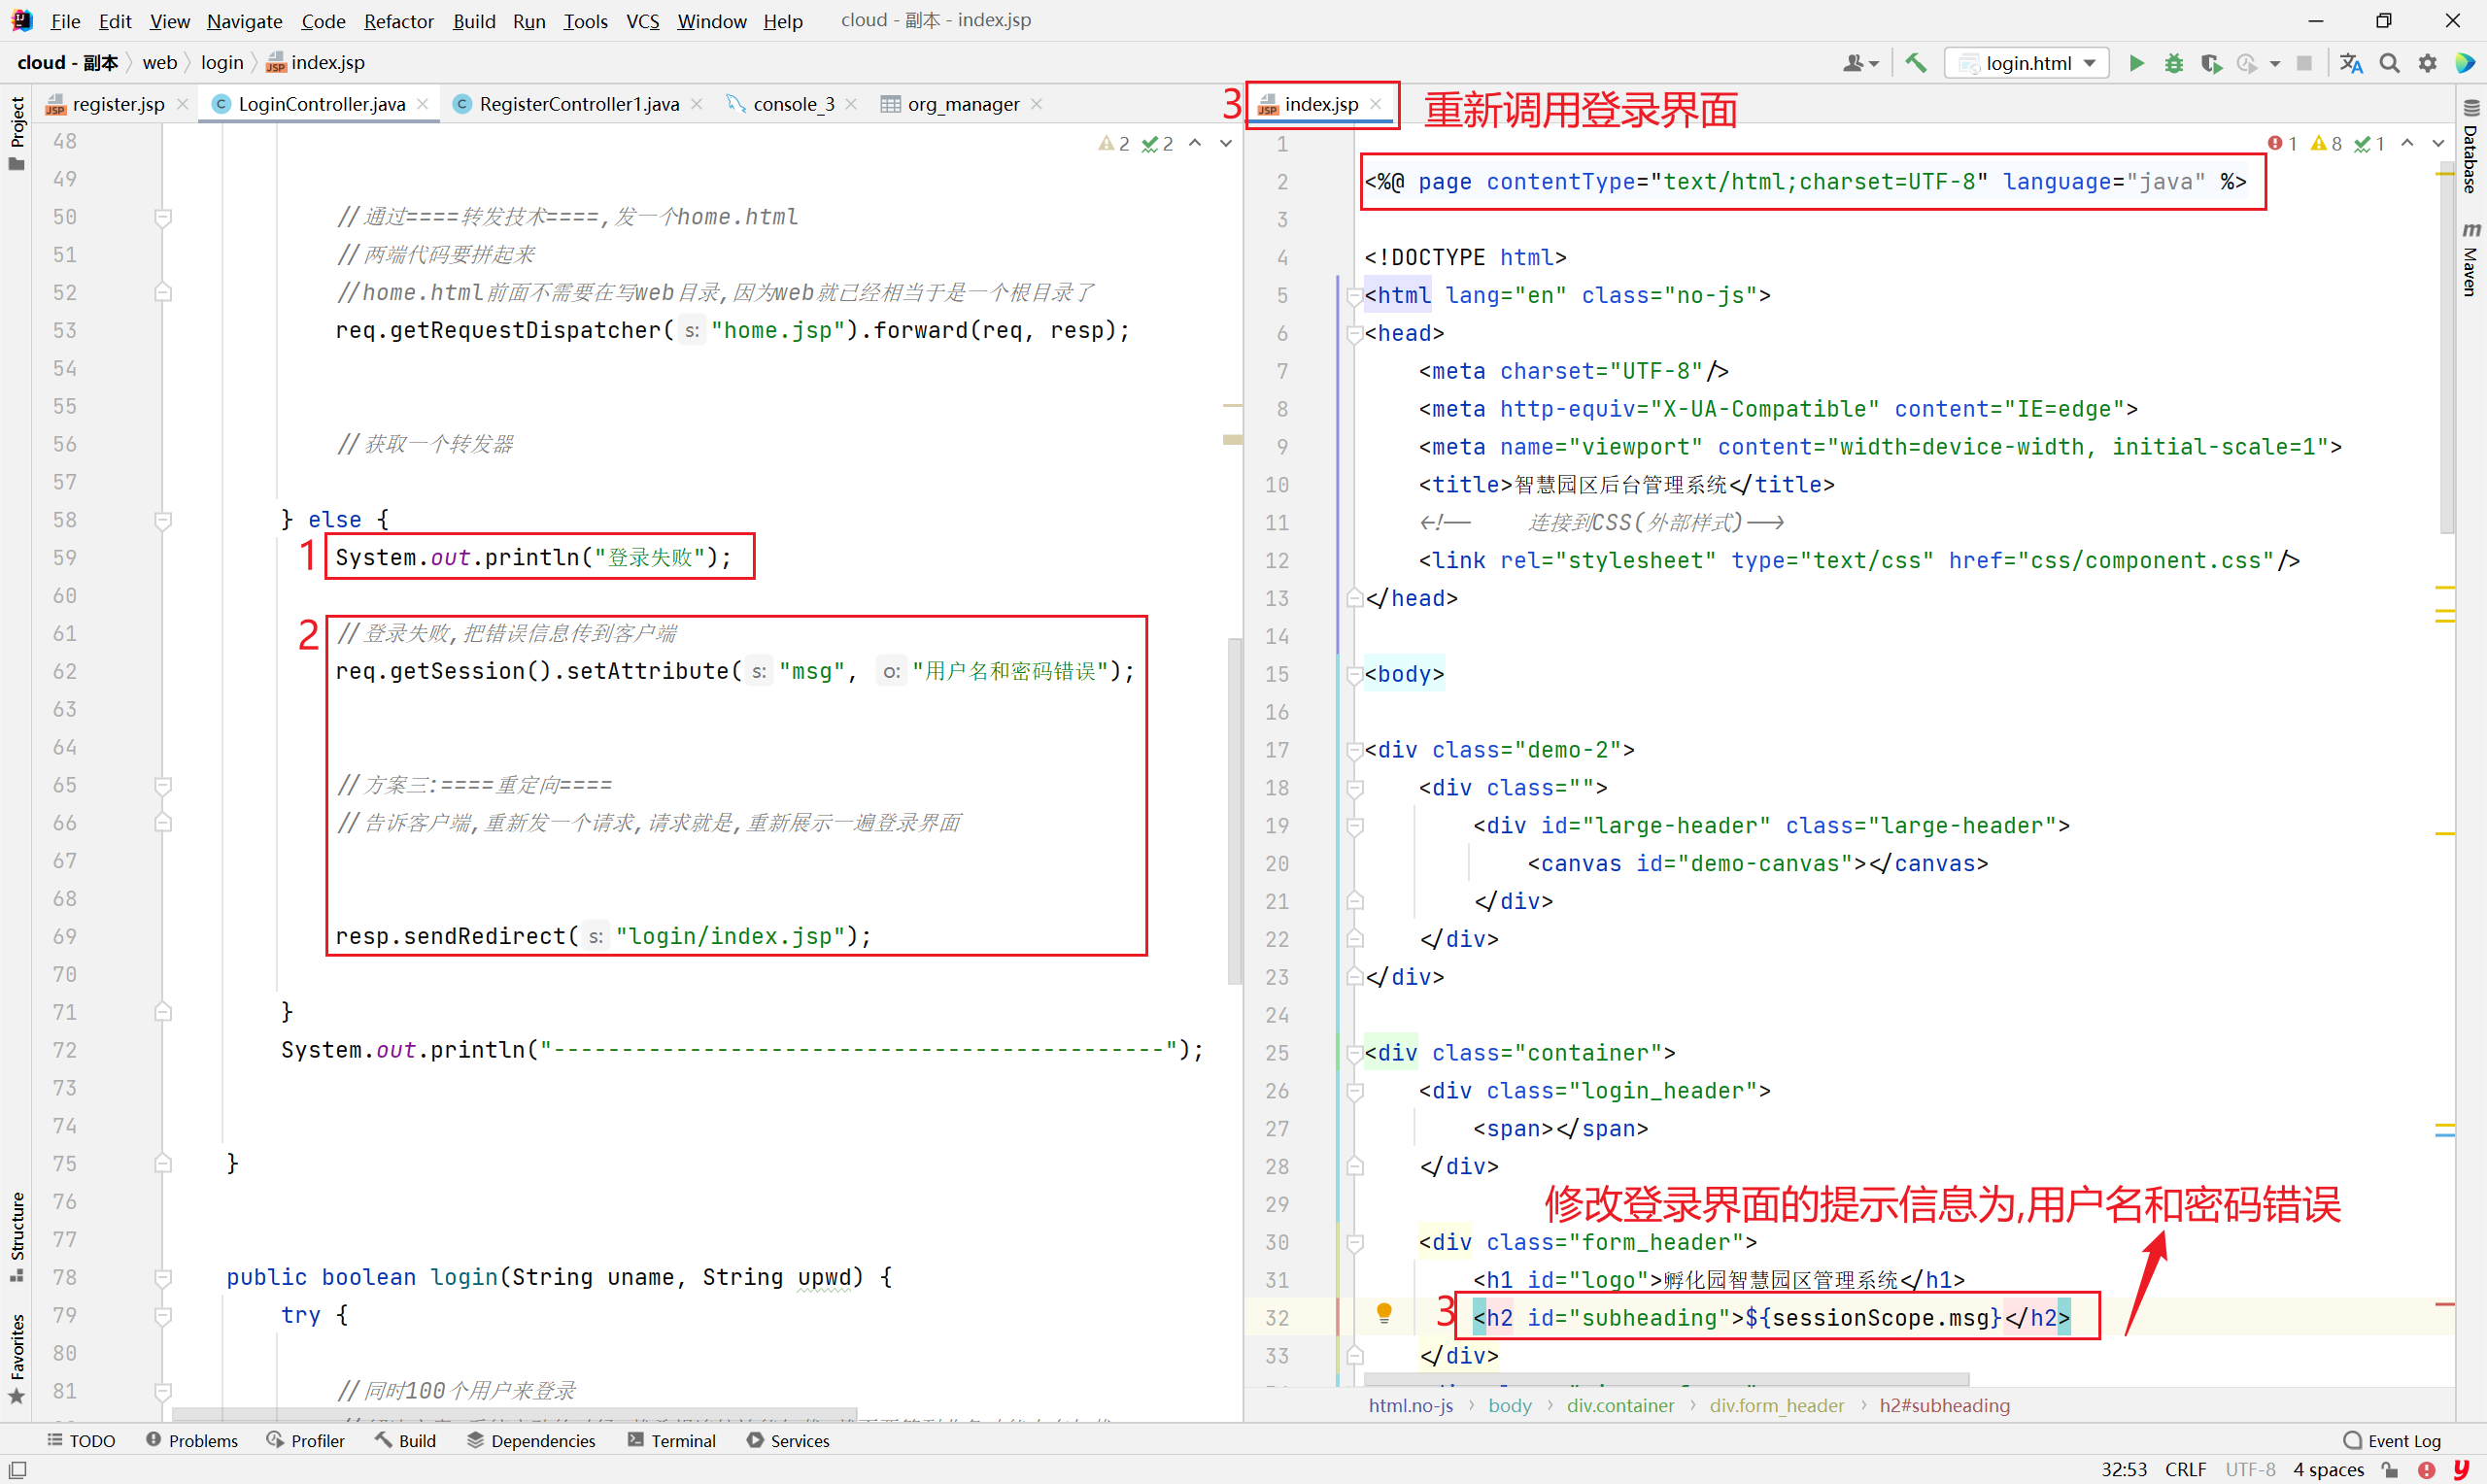 File Edit View Navigate Code Refactor Build Run Tools VCS Window Help cloud - 副本 - index.jsp
cloud - 副本 web login index.jsp login.html
Project
register.jsp LoginController.java RegisterController1.java console_3 org_manager
2 2
48
49
50 //通过====转发技术====,发一个home.html
51 //两端代码要拼起来
52 //home.html前面不需要在写web目录,因为web就已经相当于是一个根目录了
53 req.getRequestDispatcher( s: "home.jsp").forward(req, resp);
54
55
56 //获取一个转发器
57
58 } else {
1
59 System.out.println("登录失败");
60
2
61 //登录失败,把错误信息传到客户端
62 req.getSession().setAttribute( s: "msg", o: "用户名和密码错误");
63
64
65 //方案三:====重定向====
66 //告诉客户端,重新发一个请求,请求就是,重新展示一遍登录界面
67
68
69 resp.sendRedirect( s: "login/index.jsp");
70
71 }
72 System.out.println("---------------------------------------------");
73
74
75 }
76
77
78 public boolean login(String uname, String upwd) {
79 try {
80
81 //同时100个用户来登录
3 index.jsp 重新调用登录界面
1 8 1
1
2 <%@ page contentType="text/html;charset=UTF-8" language="java" %>
3
4 <!DOCTYPE html>
5 <html lang="en" class="no-js">
6 <head>
7 <meta charset="UTF-8"/>
8 <meta http-equiv="X-UA-Compatible" content="IE=edge">
9 <meta name="viewport" content="width=device-width, initial-scale=1">
10 <title>智慧园区后台管理系统</title>
11 <!-- 连接到CSS(外部样式)-->
12 <link rel="stylesheet" type="text/css" href="css/component.css"/>
13 </head>
14
15 <body>
16
17 <div class="demo-2">
18 <div class="">
19 <div id="large-header" class="large-header">
20 <canvas id="demo-canvas"></canvas>
21 </div>
22 </div>
23 </div>
24
25 <div class="container">
26 <div class="login_header">
27 <span></span>
28 </div>
29
修改登录界面的提示信息为,用户名和密码错误
30 <div class="form_header">
31 <h1 id="logo">孵化园智慧园区管理系统</h1>
3
32 <h2 id="subheading">${sessionScope.msg}</h2>
33 </div>
html.no-js body div.container div.form_header h2#subheading
Database
m Maven
Structure
Favorites
TODO Problems Profiler Build Dependencies Terminal Services Event Log
32:53 CRLF UTF-8 4 spaces